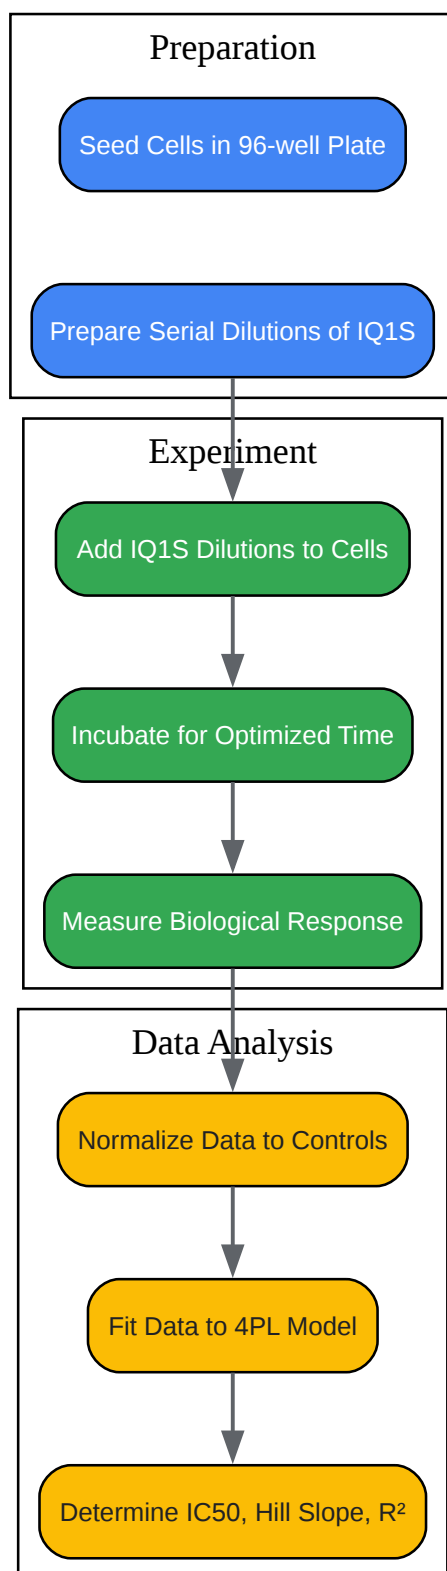 Preparation
Seed Cells in 96-well Plate
Prepare Serial Dilutions of IQ1S
Experiment
Add IQ1S Dilutions to Cells
Incubate for Optimized Time
Measure Biological Response
Data Analysis
Normalize Data to Controls
Fit Data to 4PL Model
Determine IC50, Hill Slope, R²